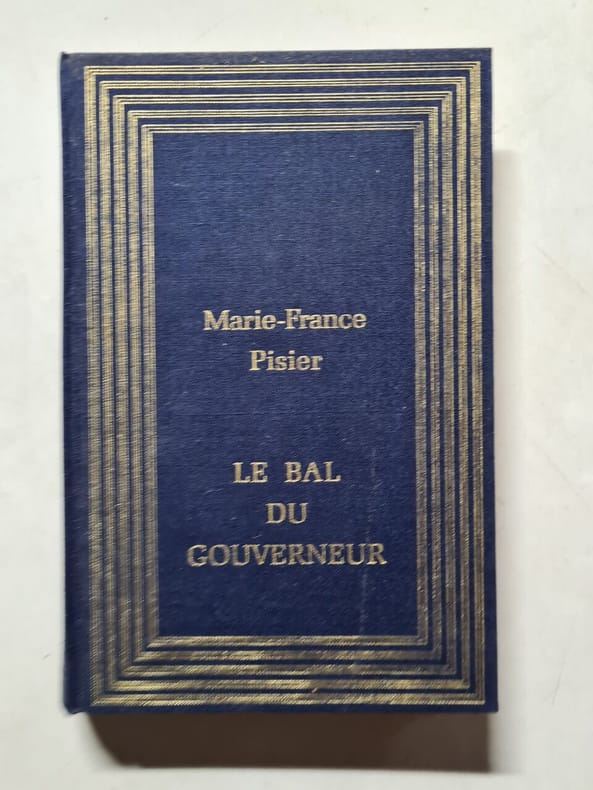 Marie-France
Pisier
LE BAL
DU
GOUVERNEUR